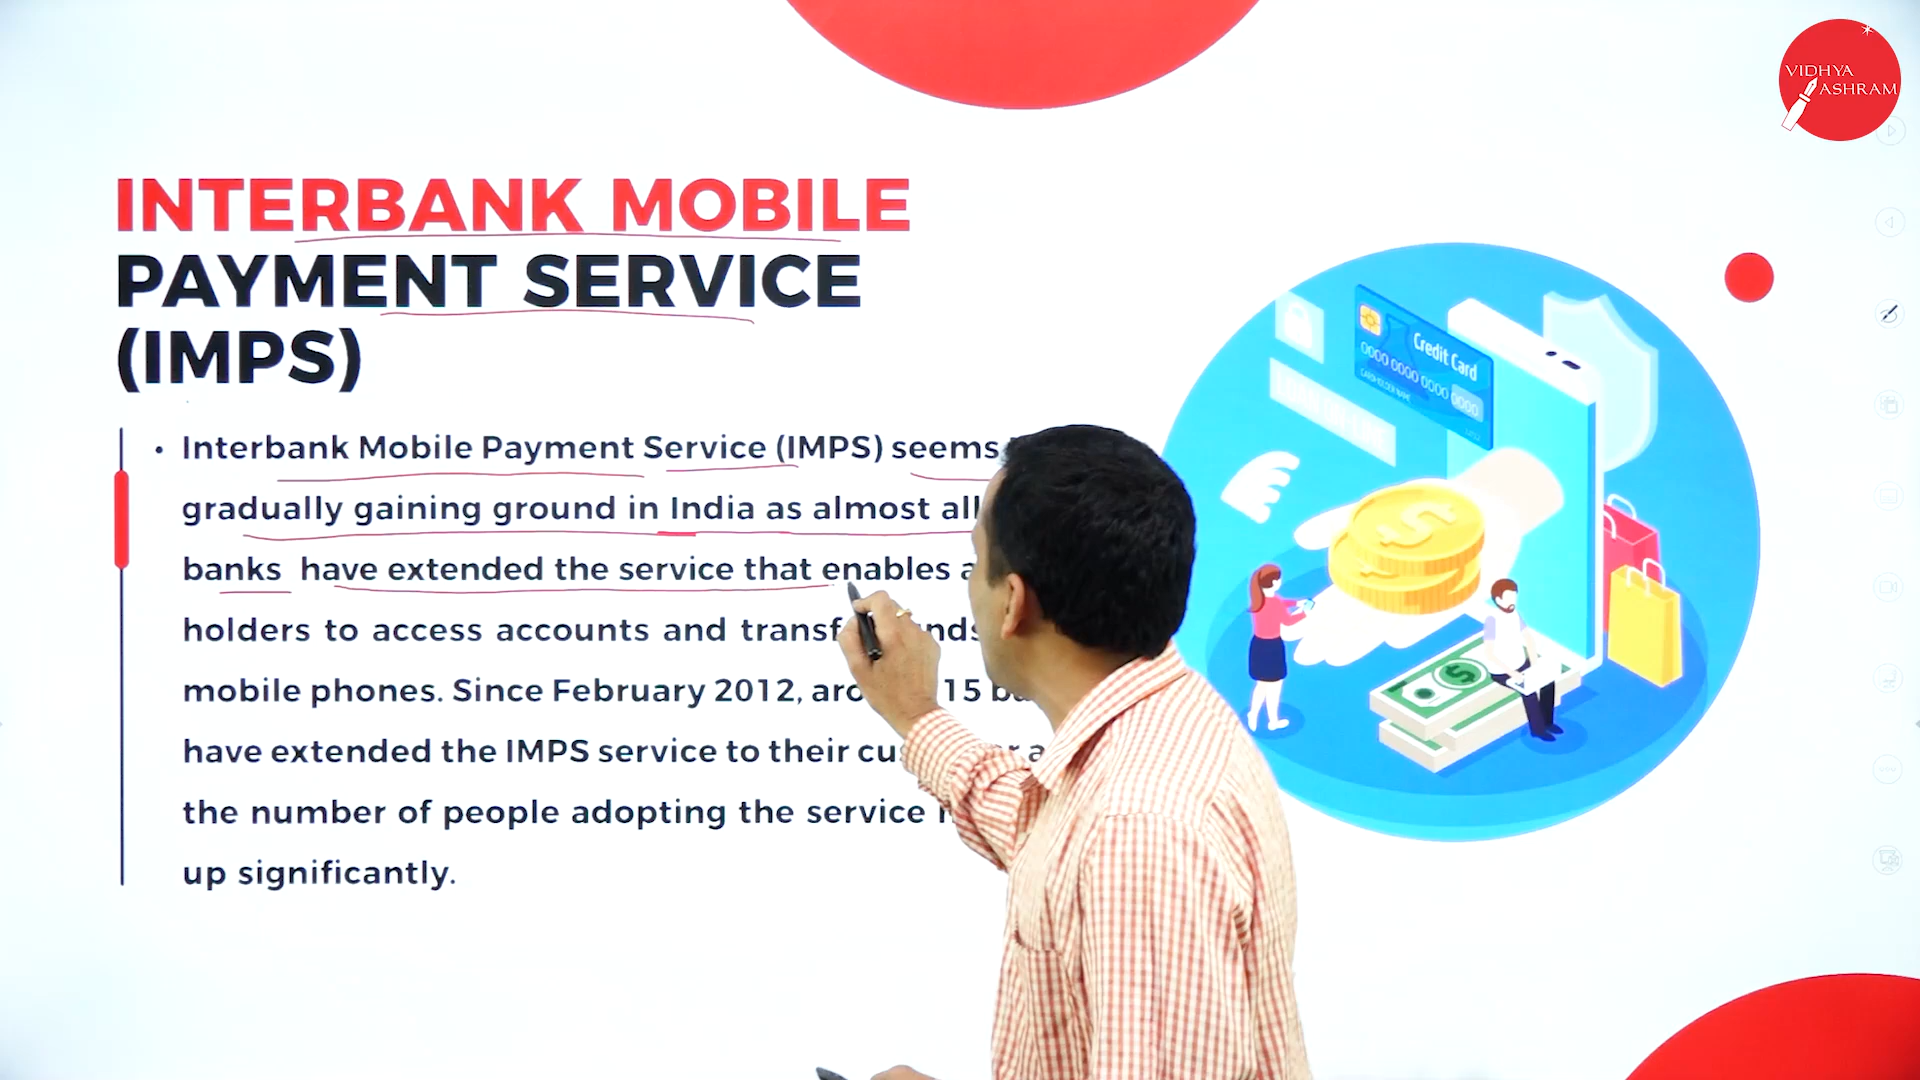 VIDHYA
ASHRAM
INTERBANK MOBILE
PAYMENT SERVICE
(IMPS)
• Interbank Mobile Payment Service (IMPS) seems
gradually gaining ground in India as almost all
banks have extended the service that enables
holders to access accounts and transf
mobile phones. Since February 2012, 15
have extended the IMPS service to their
the number of people adopting the service
up significantly.
Credit Card
0000 0000 0000 0000
CARDHOLDER NAME